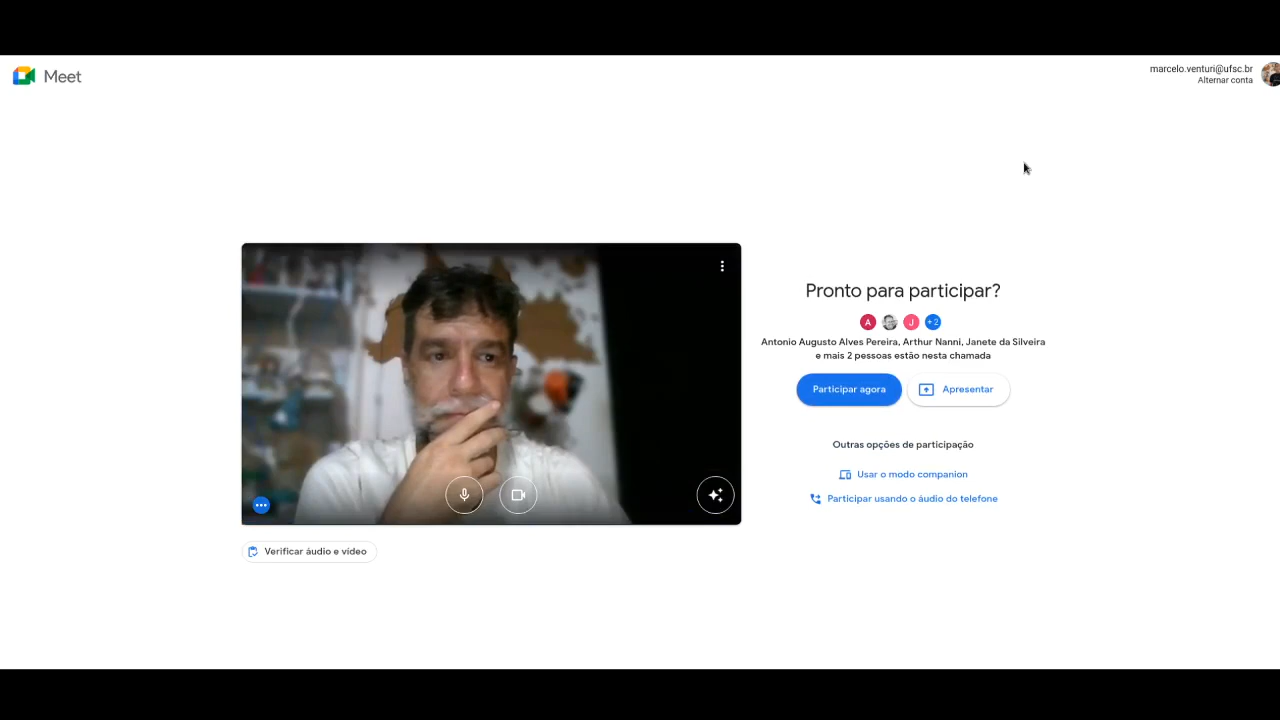 Meet
marcelo.venturi@ufsc.br
Alternar conta
Pronto para participar?
A J +2
Antonio Augusto Alves Pereira, Arthur Nanni, Janete da Silveira
e mais 2 pessoas estão nesta chamada
Participar agora
Apresentar
Outras opções de participação
Usar o modo companion
Participar usando o áudio do telefone
Verificar áudio e vídeo